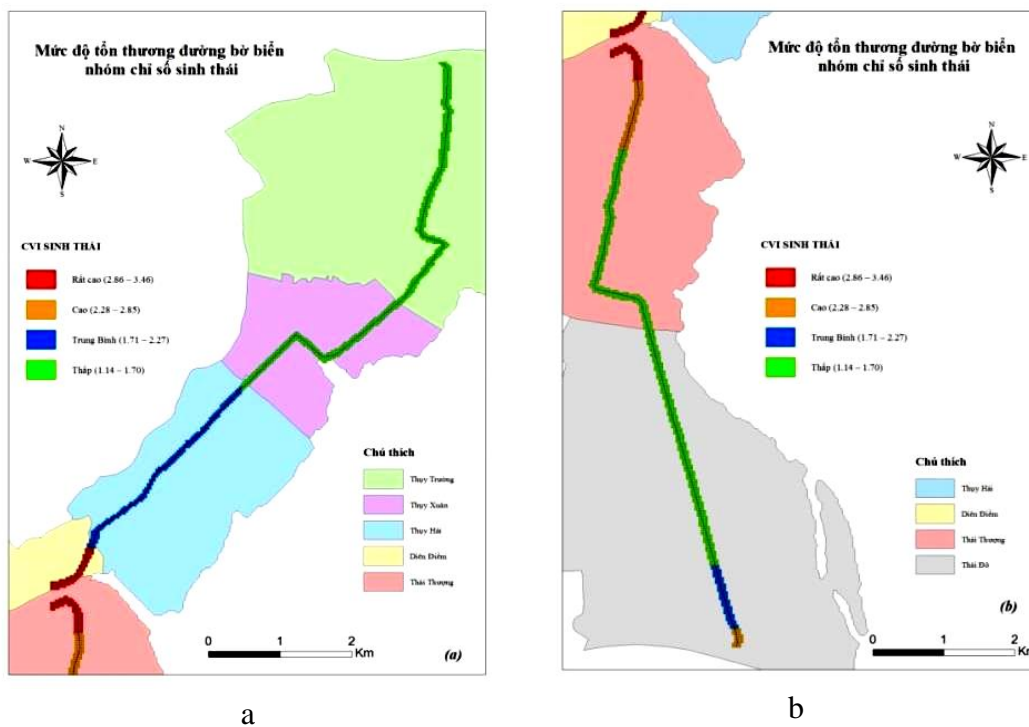 Mức độ tổn thương đường bờ biển
nhóm chỉ số sinh thái
N
W
E
S
CVI SINH THÁI
Rất cao (2.86 – 3.46)
Cao (2.28 – 2.85)
Trung Bình (1.71 – 2.27)
Thấp (1.14 – 1.70)
Chú thích
Thụy Trường
Thụy Xuân
Thụy Hải
Diên Điềm
Thái Thượng
0 1 2
Km
(a)
a
Mức độ tổn thương đường bờ biển
nhóm chỉ số sinh thái
N
W
E
S
CVI SINH THÁI
Rất cao (2.86 – 3.46)
Cao (2.28 – 2.85)
Trung Bình (1.71 – 2.27)
Thấp (1.14 – 1.70)
Chú thích
Thụy Hải
Diên Điềm
Thái Thượng
Thái Đô
(b)
0 1 2
Km
b